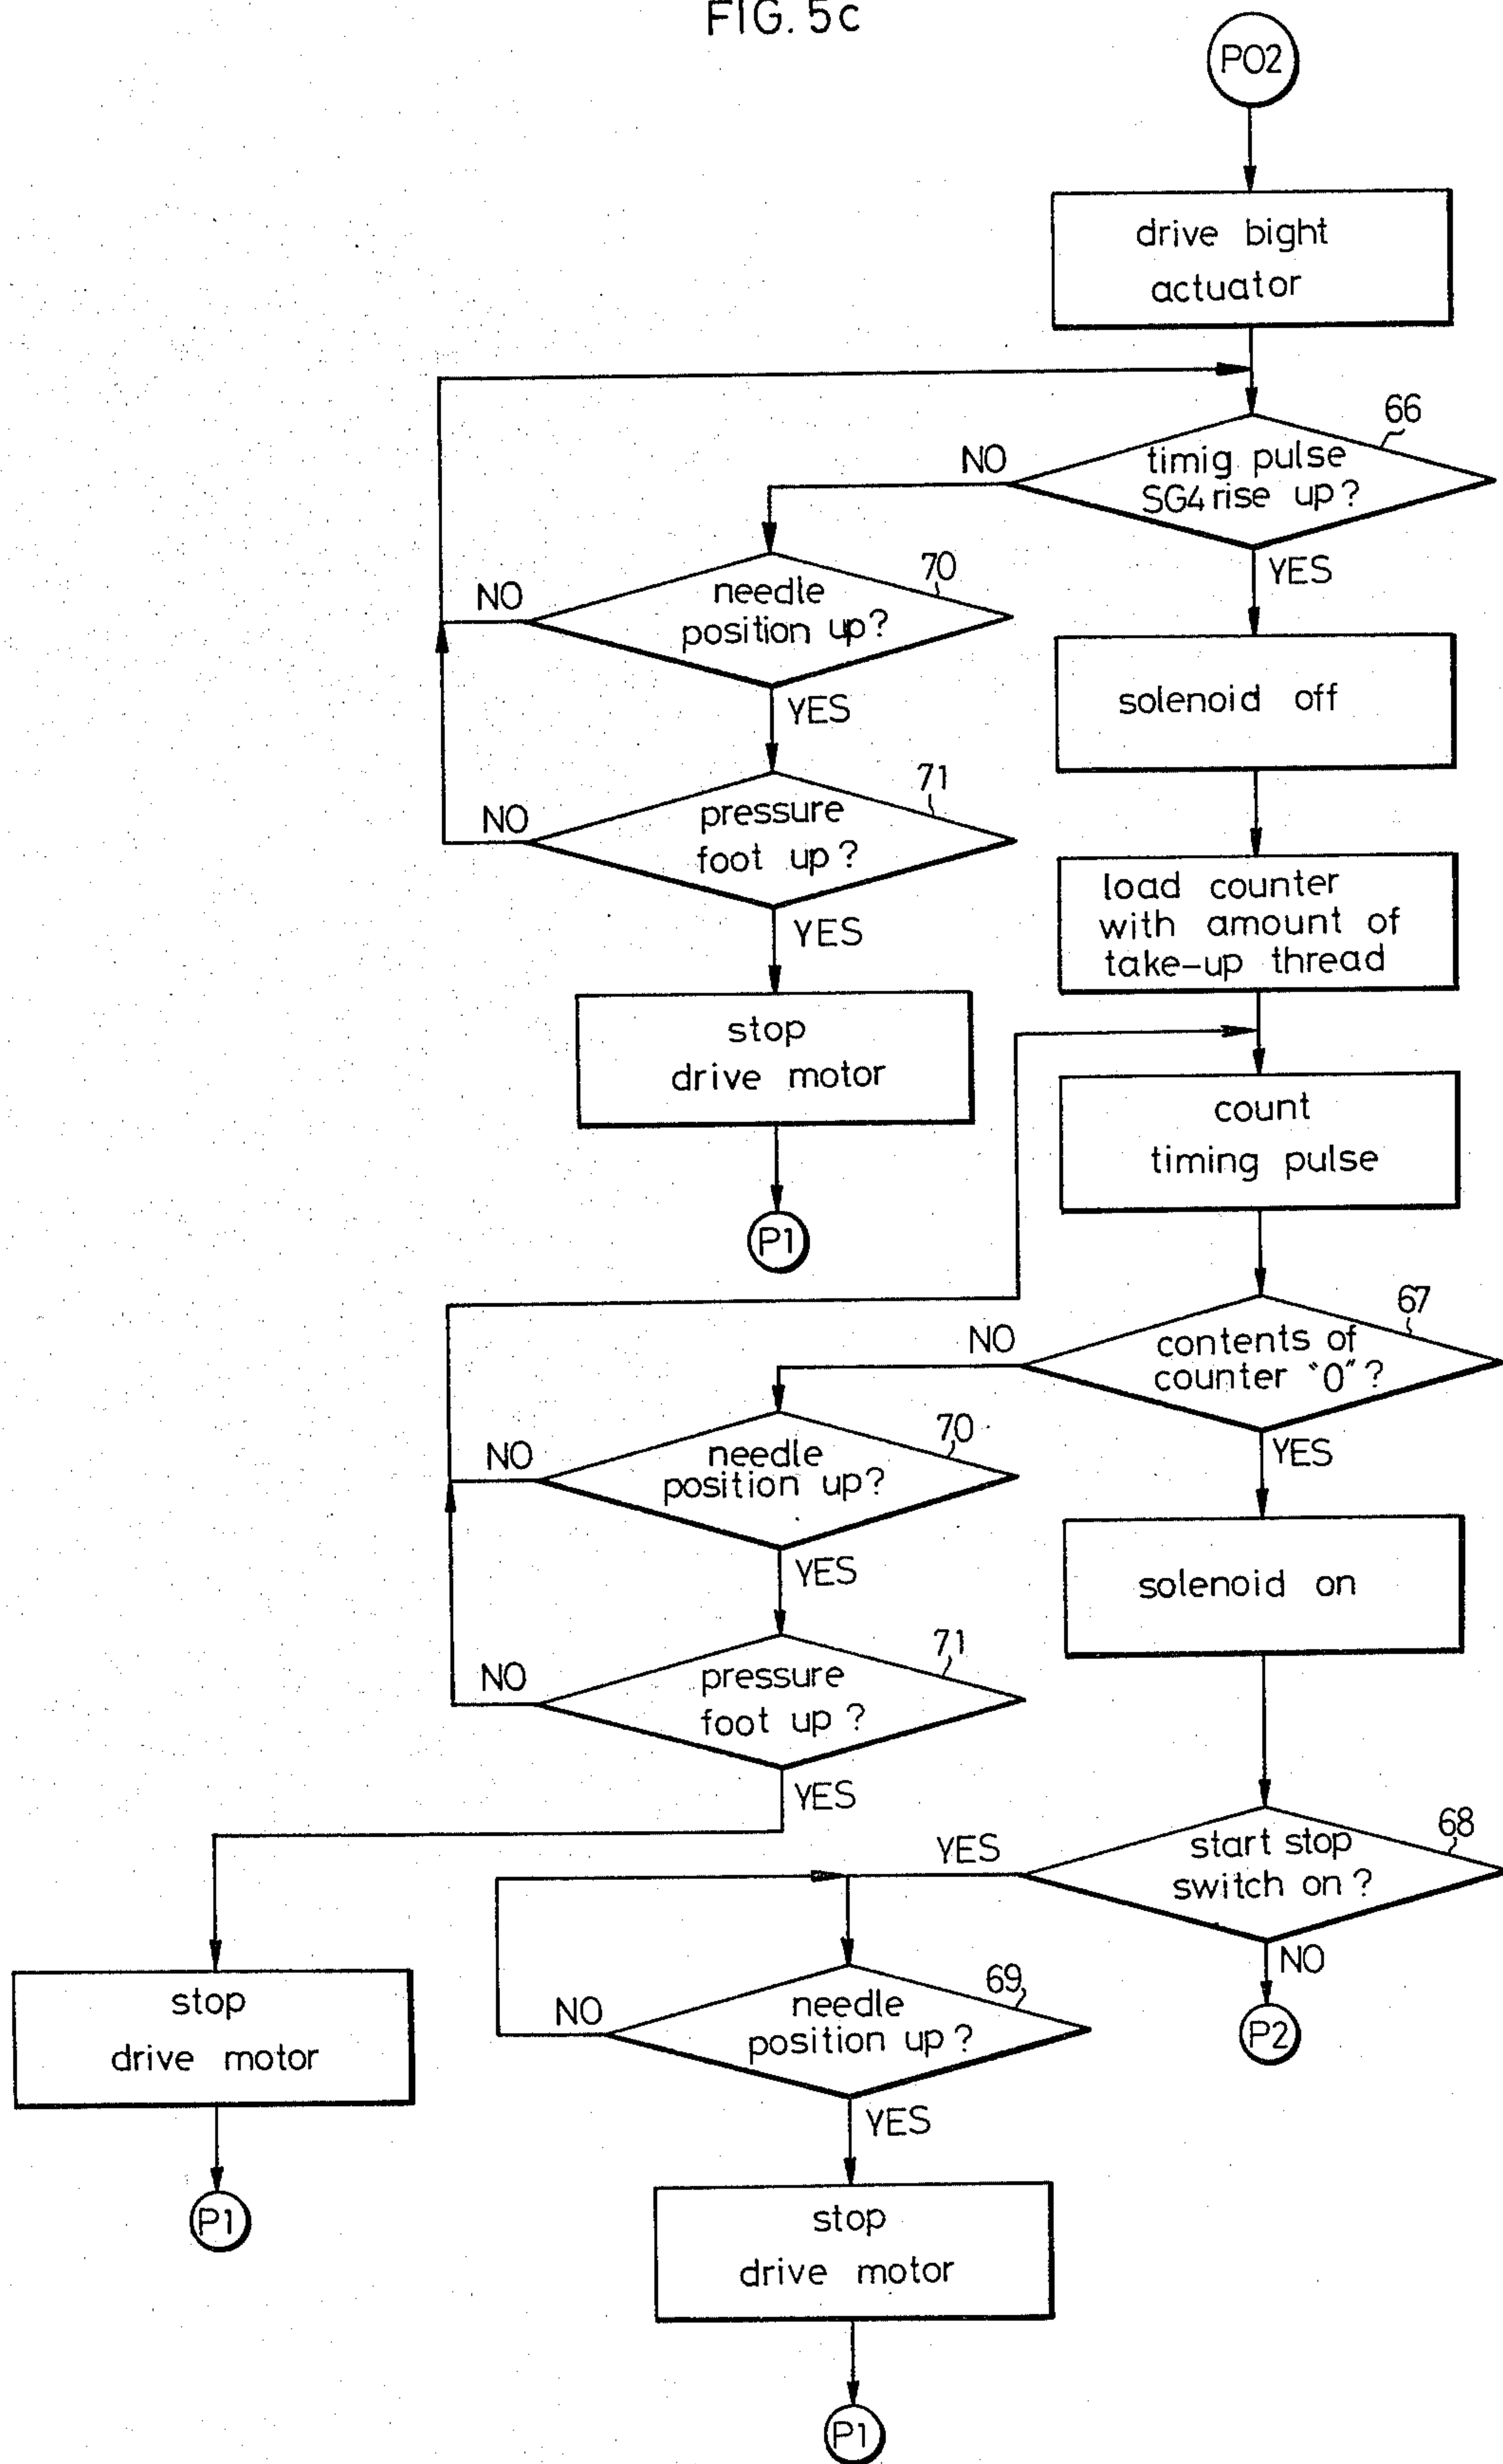 FIG. 5c
PO2
drive bight
actuator
66
timig pulse
SG4 rise up?
NO
YES
70
needle
position up?
NO
YES
solenoid off
71
pressure
foot up?
NO
YES
load counter
with amount of
take-up thread
stop
drive motor
P1
count
timing pulse
67
contents of
counter "0"?
NO
YES
70
needle
position up?
NO
YES
solenoid on
71
pressure
foot up?
NO
YES
68
start stop
switch on?
YES
NO
P2
69
needle
position up?
NO
YES
stop
drive motor
P1
stop
drive motor
P1